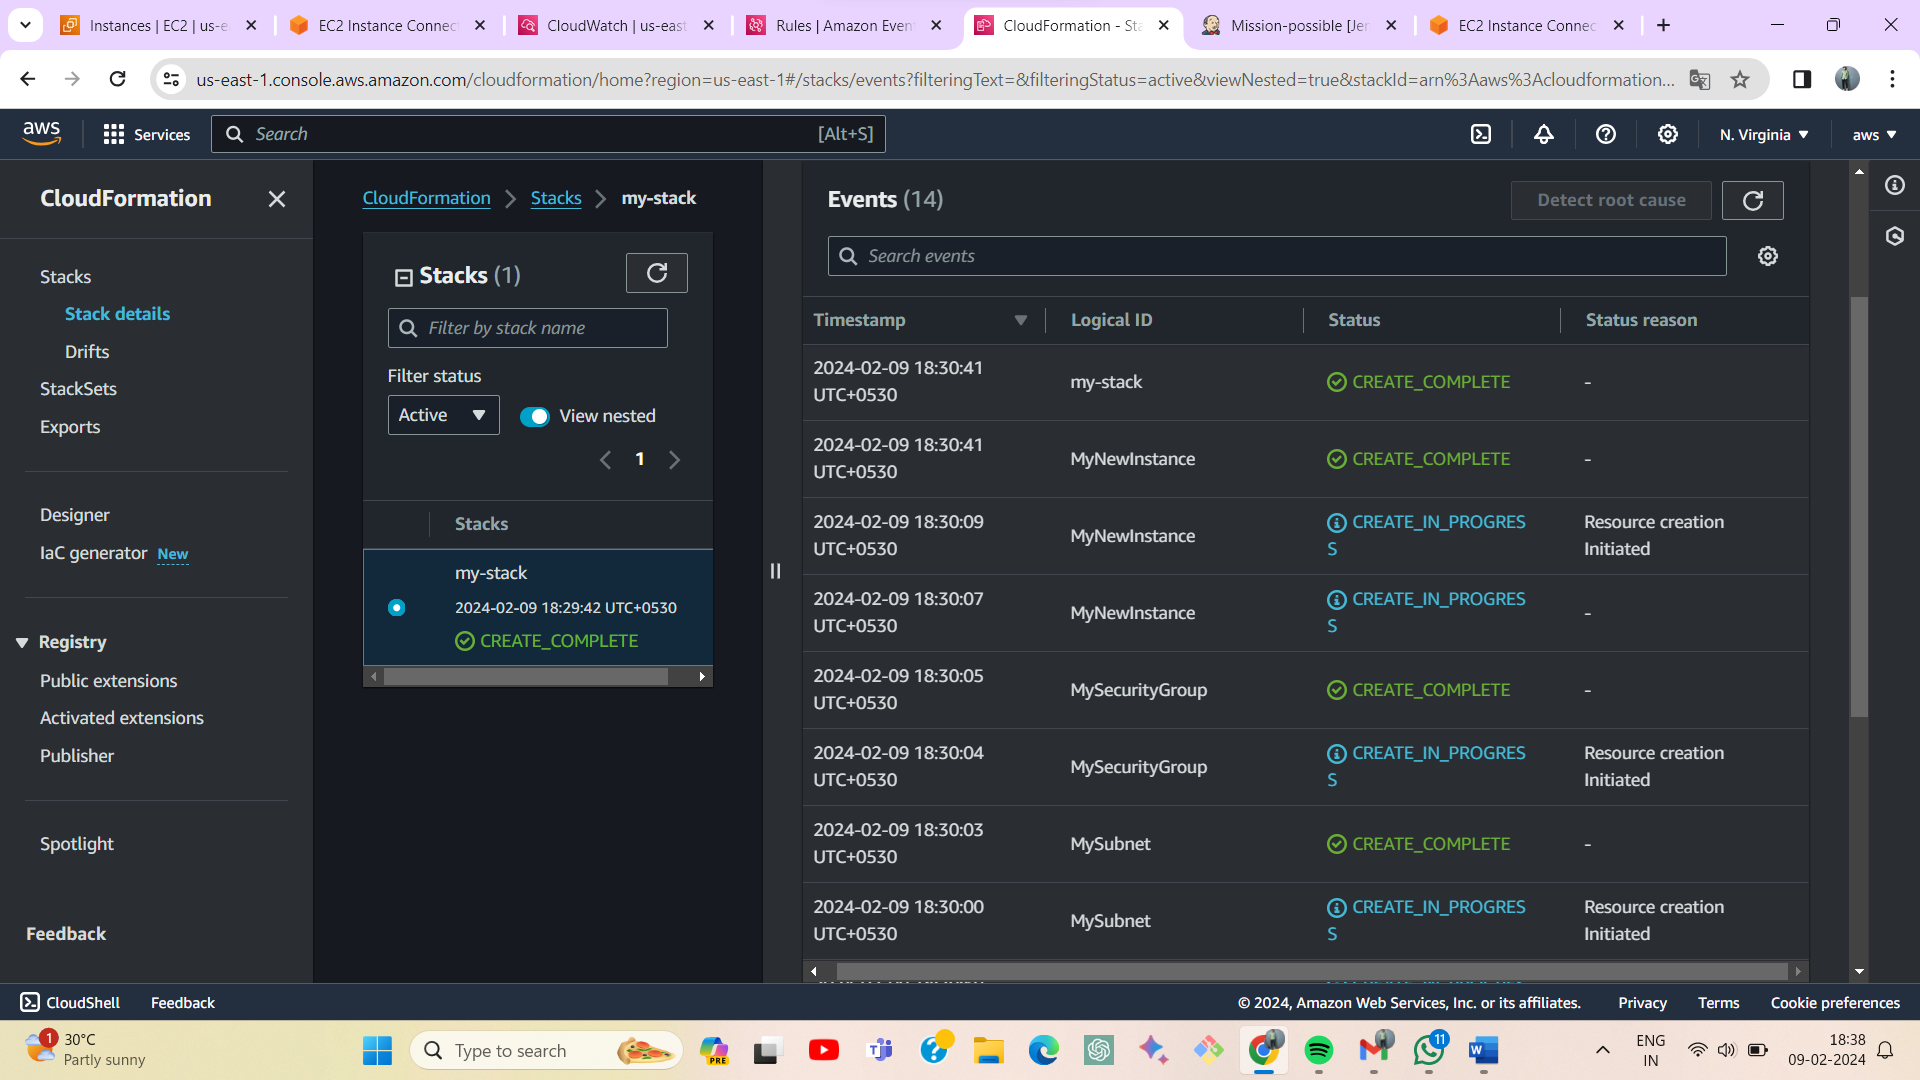 Instances | EC2 | us-e
EC2 Instance Connec
CloudWatch | us-east
Rules | Amazon Even
CloudFormation - Sta
Mission-possible [Jen
EC2 Instance Connec
us-east-1.console.aws.amazon.com/cloudformation/home?region=us-east-1#/stacks/events?filteringText=&filteringStatus=active&viewNested=true&stackId=arn%3Aaws%3Acloudformation...
aws
Services
Search
[Alt+S]
N. Virginia
aws
CloudFormation
Stacks
Stack details
Drifts
StackSets
Exports
Designer
IaC generator New
Registry
Public extensions
Activated extensions
Publisher
Spotlight
Feedback
CloudFormation
Stacks
my-stack
Stacks (1)
Filter by stack name
Filter status
Active
View nested
1
Stacks
my-stack
2024-02-09 18:29:42 UTC+0530
CREATE_COMPLETE
Events (14)
Detect root cause
Search events
Timestamp
Logical ID
Status
Status reason
2024-02-09 18:30:41
UTC+0530
my-stack
CREATE_COMPLETE
-
2024-02-09 18:30:41
UTC+0530
MyNewInstance
CREATE_COMPLETE
-
2024-02-09 18:30:09
UTC+0530
MyNewInstance
CREATE_IN_PROGRES
S
Resource creation
Initiated
2024-02-09 18:30:07
UTC+0530
MyNewInstance
CREATE_IN_PROGRES
S
-
2024-02-09 18:30:05
UTC+0530
MySecurityGroup
CREATE_COMPLETE
-
2024-02-09 18:30:04
UTC+0530
MySecurityGroup
CREATE_IN_PROGRES
S
Resource creation
Initiated
2024-02-09 18:30:03
UTC+0530
MySubnet
CREATE_COMPLETE
-
2024-02-09 18:30:00
UTC+0530
MySubnet
CREATE_IN_PROGRES
S
Resource creation
Initiated
CloudShell
Feedback
© 2024, Amazon Web Services, Inc. or its affiliates.
Privacy
Terms
Cookie preferences
1
30°C
Partly sunny
Type to search
PRE
11
ENG
IN
18:38
09-02-2024